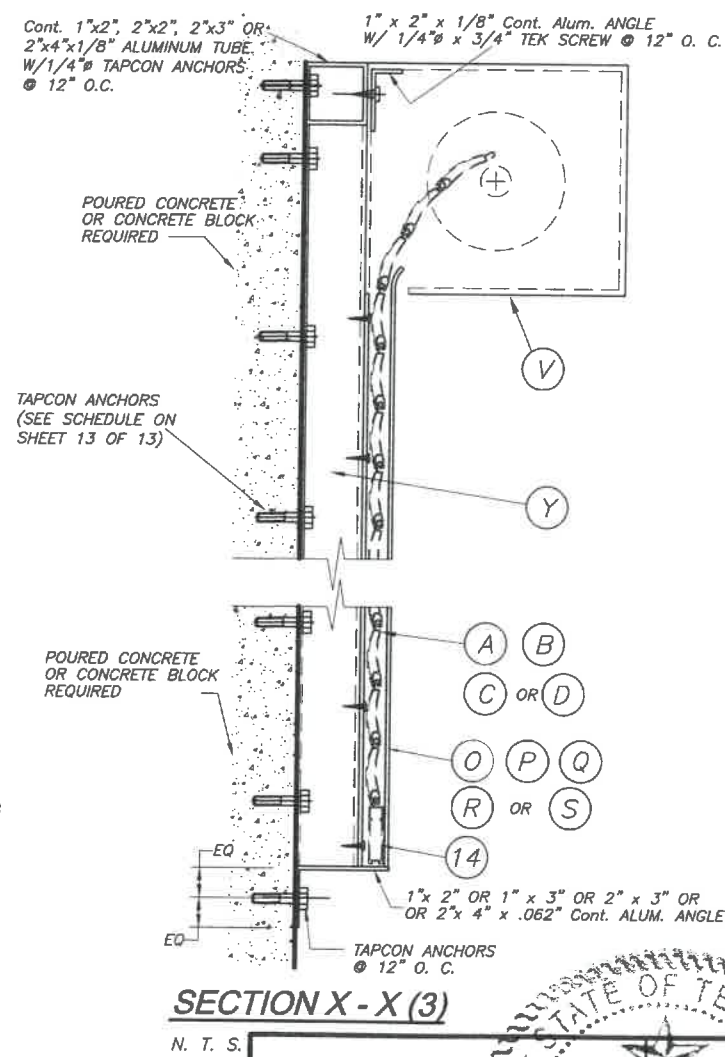 Cont. 1"x2", 2"x2", 2"x3" OR
2"x4"x1/8" ALUMINUM TUBE
W/1/4"ø TAPCON ANCHORS
@ 12" O.C.
1" x 2" x 1/8" Cont. Alum. ANGLE
W/ 1/4"ø x 3/4" TEK SCREW @ 12" O. C.
POURED CONCRETE
OR CONCRETE BLOCK
REQUIRED
V
TAPCON ANCHORS
(SEE SCHEDULE ON
SHEET 13 OF 13)
Y
POURED CONCRETE
OR CONCRETE BLOCK
REQUIRED
A B
C OR D
O P Q
R OR S
14
EQ
EQ
1"x 2" OR 1" x 3" OR 2" x 3" OR
OR 2"x 4" x .062" Cont. ALUM. ANGLE
TAPCON ANCHORS
@ 12" O. C.
SECTION X - X (3)
N. T. S.
STATE OF TE